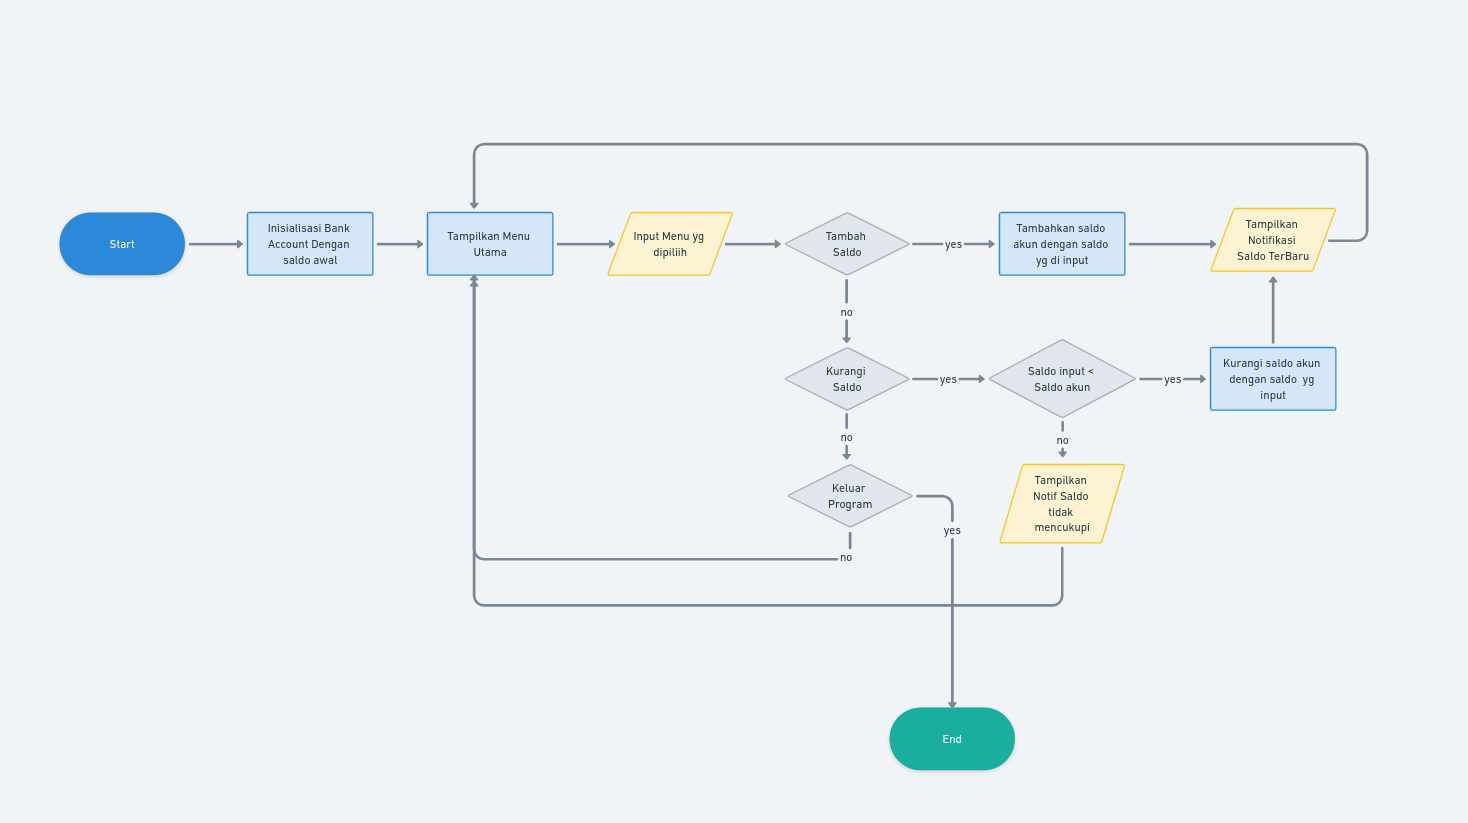 Start
Inisialisasi Bank
Account Dengan
saldo awal
Tampilkan Menu
Utama
Input Menu yg
dipiliih
Tambah
Saldo
yes
Tambahkan saldo
akun dengan saldo
yg di input
Tampilkan
Notifikasi
Saldo TerBaru
no
Kurangi
Saldo
yes
Saldo input <
Saldo akun
yes
Kurangi saldo akun
dengan saldo yg
input
no
no
Keluar
Program
Tampilkan
Notif Saldo
tidak
mencukupi
yes
no
End